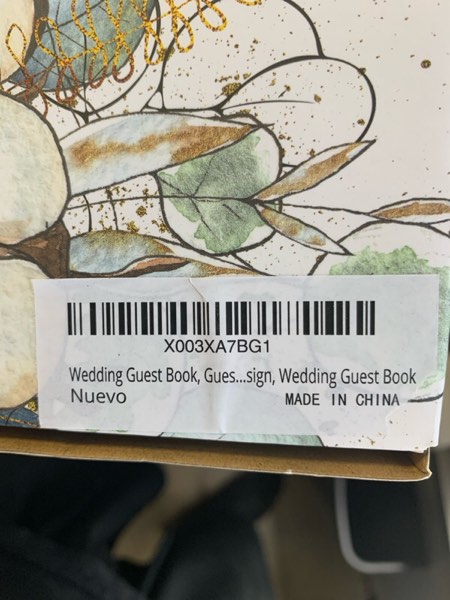 X003XA7BG1
Wedding Guest Book, Gues...sign, Wedding Guest Book
Nuevo
MADE IN CHINA